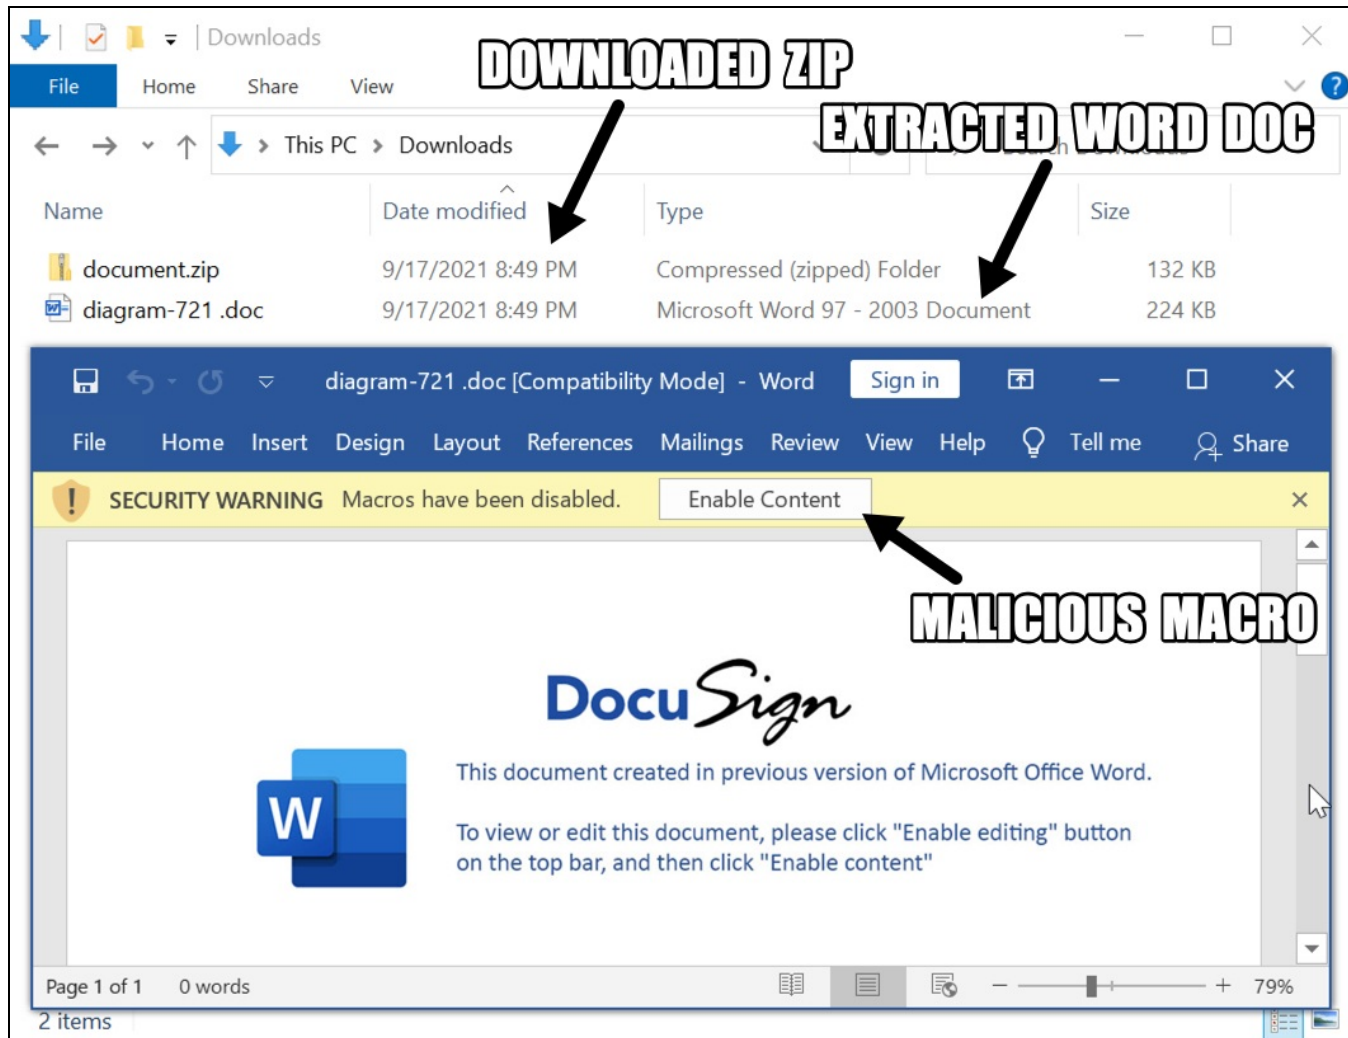 Downloads
DOWNLOADED ZIP
File Home Share View
EXTRACTED WORD DOC
This PC > Downloads
Name Date modified Type Size
document.zip 9/17/2021 8:49 PM Compressed (zipped) Folder 132 KB
diagram-721 .doc 9/17/2021 8:49 PM Microsoft Word 97 - 2003 Document 224 KB
diagram-721 .doc [Compatibility Mode] - Word Sign in
File Home Insert Design Layout References Mailings Review View Help Tell me Share
SECURITY WARNING Macros have been disabled. Enable Content
MALICIOUS MACRO
DocuSign
This document created in previous version of Microsoft Office Word.
W
To view or edit this document, please click "Enable editing" button
on the top bar, and then click "Enable content"
Page 1 of 1 0 words 79%
2 items